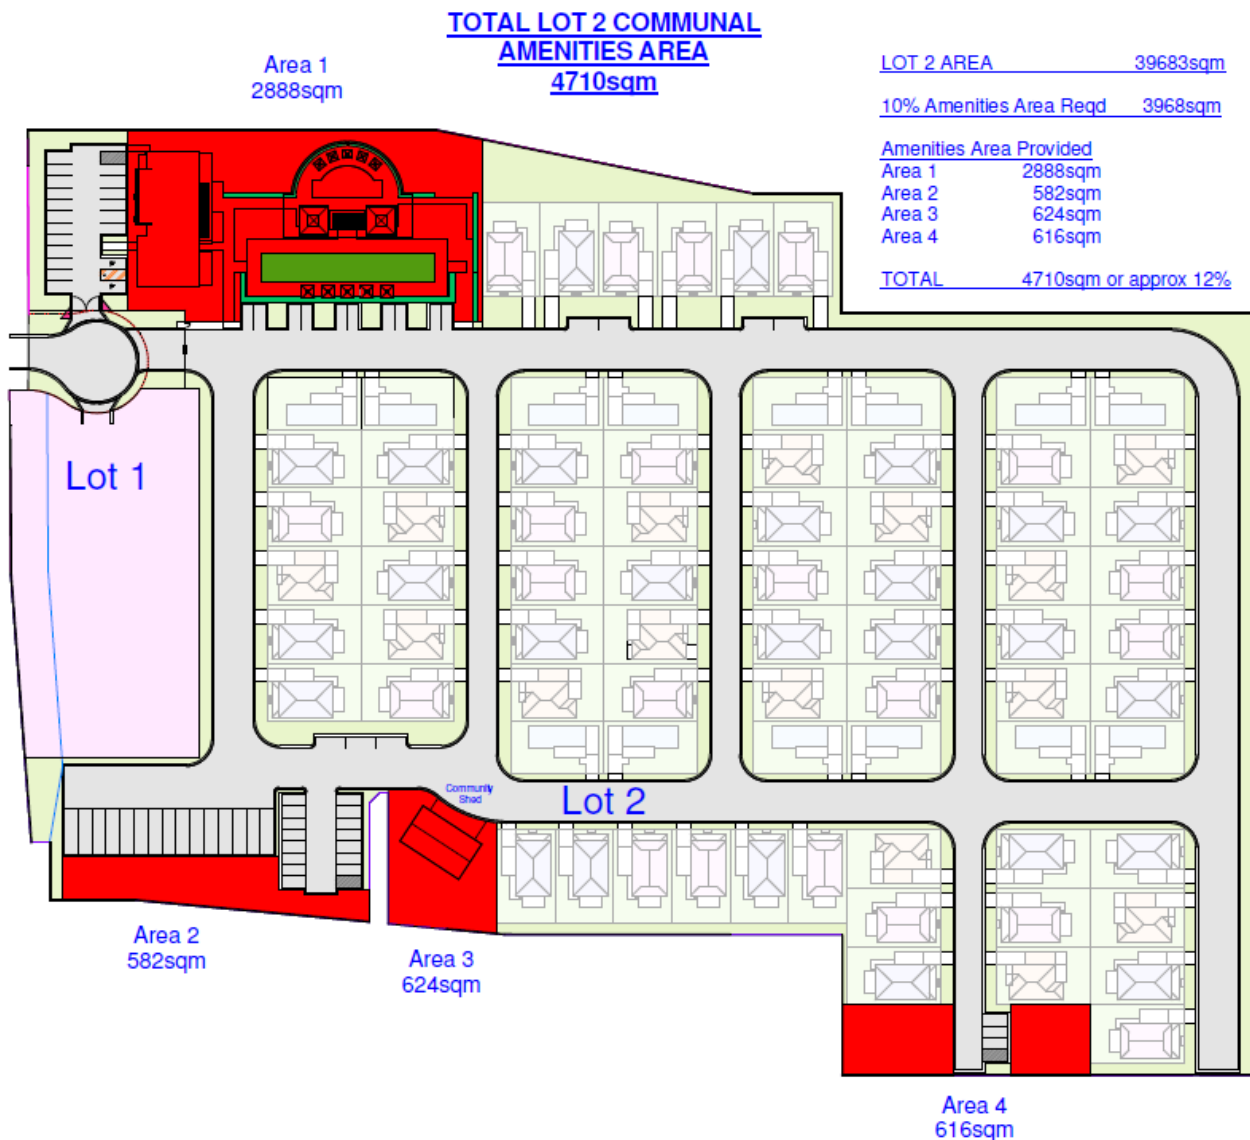 TOTAL LOT 2 COMMUNAL
AMENITIES AREA
4710sqm
Area 1
2888sqm
LOT 2 AREA 39683sqm
10% Amenities Area Reqd 3968sqm
Amenities Area Provided
Area 1 2888sqm
Area 2 582sqm
Area 3 624sqm
Area 4 616sqm
TOTAL 4710sqm or approx 12%
Lot 1
Community
Shed
Lot 2
Area 2
582sqm
Area 3
624sqm
Area 4
616sqm